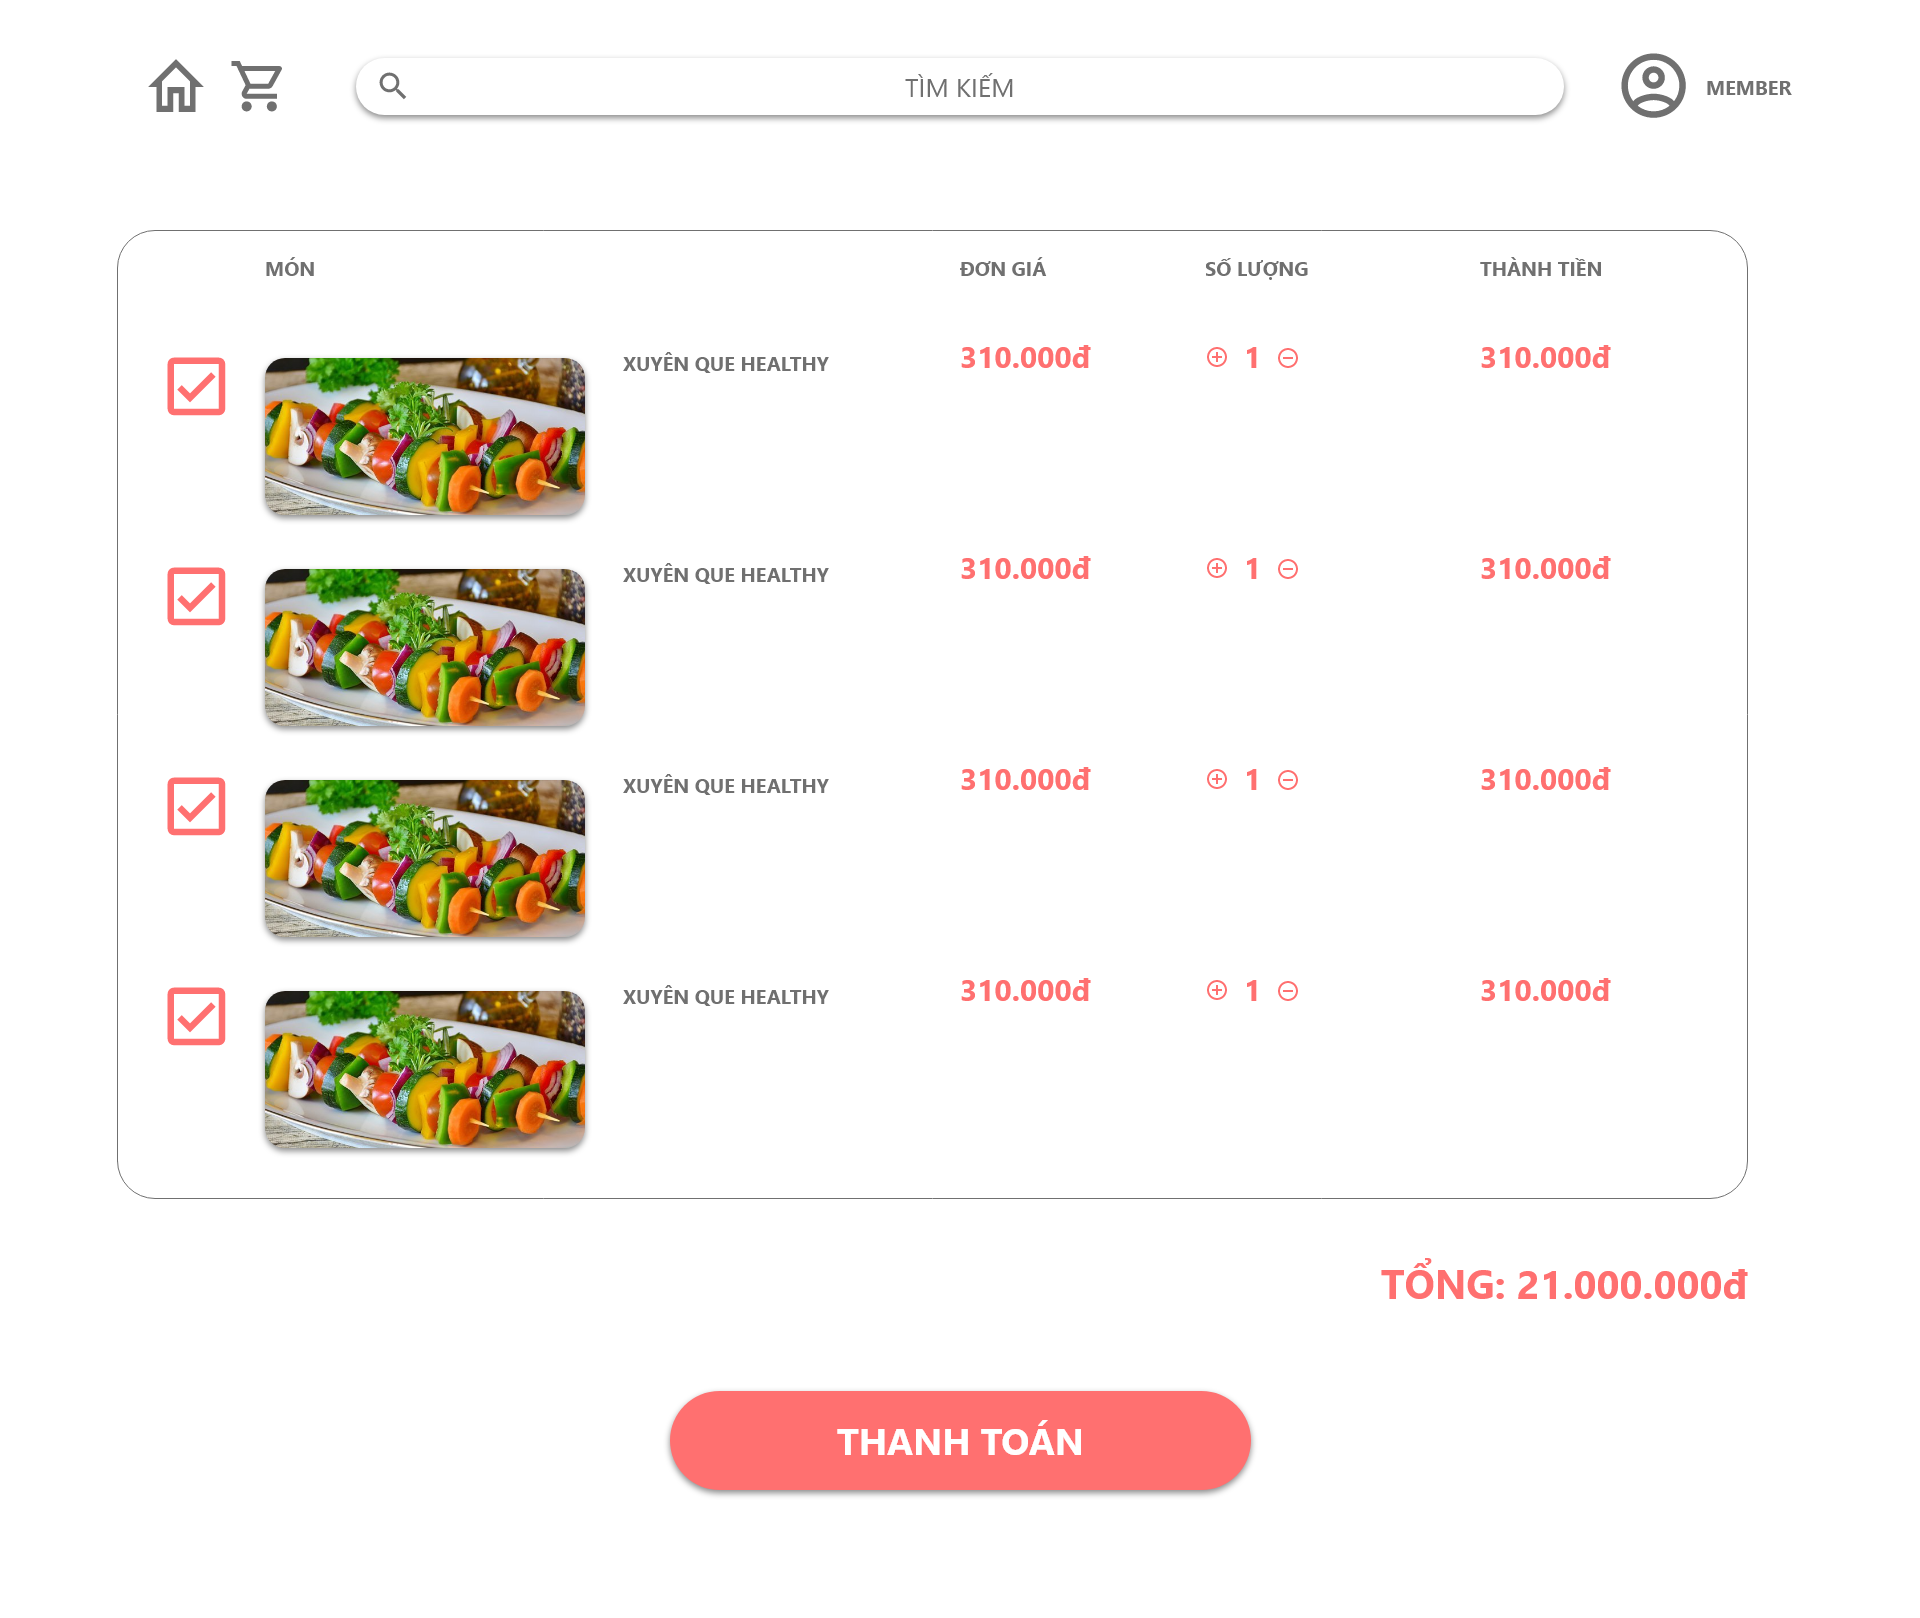 TÌM KIẾM
MEMBER
MÓN ĐƠN GIÁ SỐ LƯỢNG THÀNH TIỀN
XUYÊN QUE HEALTHY 310.000đ 1 310.000đ
XUYÊN QUE HEALTHY 310.000đ 1 310.000đ
XUYÊN QUE HEALTHY 310.000đ 1 310.000đ
XUYÊN QUE HEALTHY 310.000đ 1 310.000đ
TỔNG: 21.000.000đ
THANH TOÁN